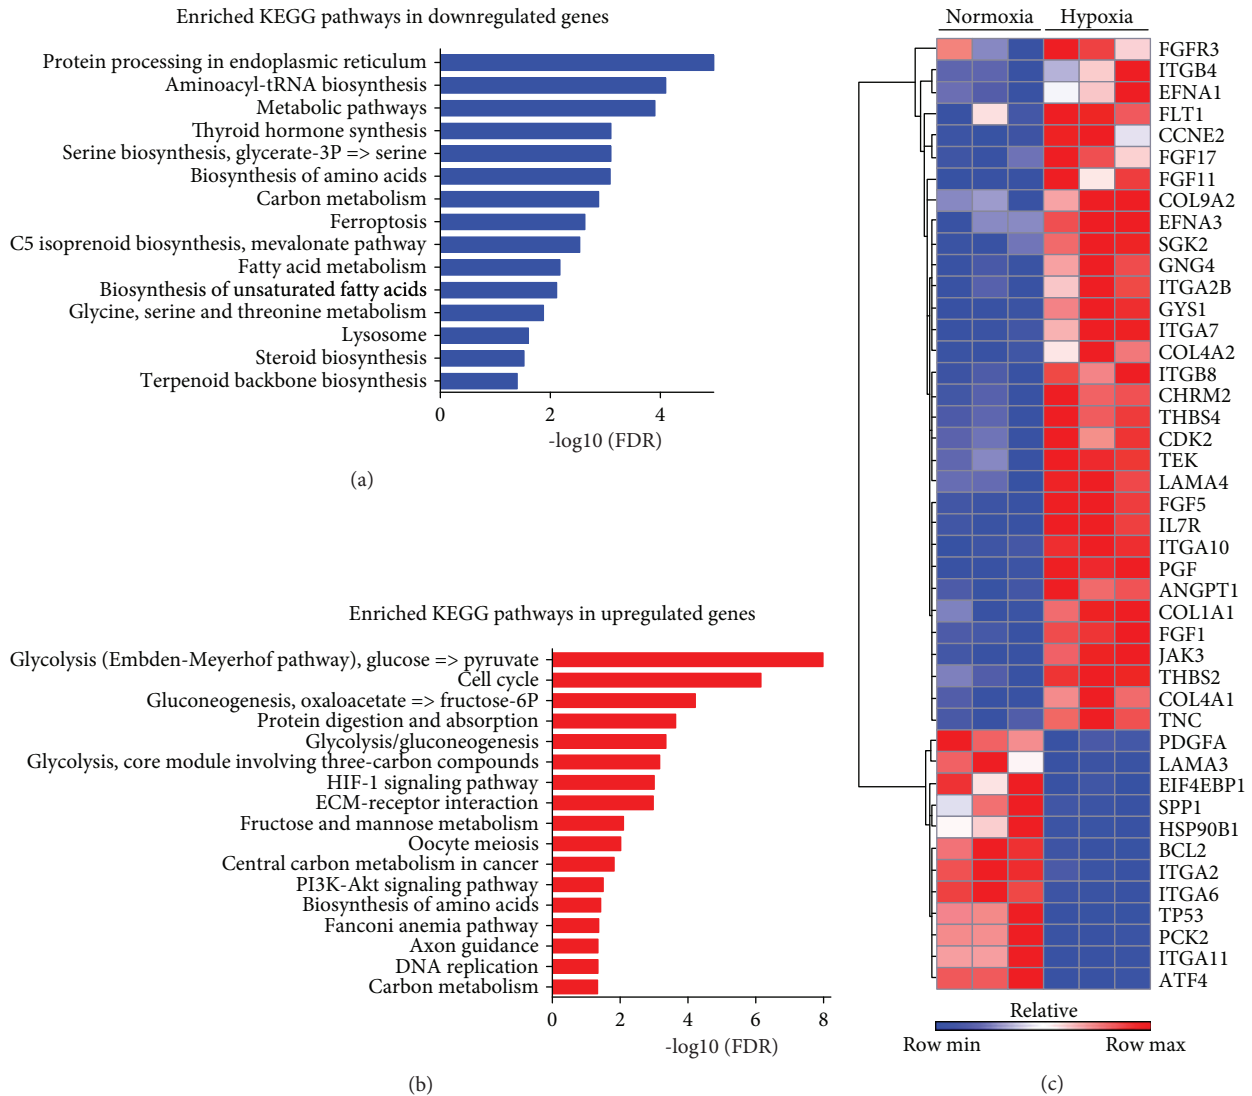 Enriched KEGG pathways in downregulated genes
Protein processing in endoplasmic reticulum
Aminoacyl-tRNA biosynthesis
Metabolic pathways
Thyroid hormone synthesis
Serine biosynthesis, glycerate-3P => serine
Biosynthesis of amino acids
Carbon metabolism
Ferroptosis
C5 isoprenoid biosynthesis, mevalonate pathway
Fatty acid metabolism
Biosynthesis of unsaturated fatty acids
Glycine, serine and threonine metabolism
Lysosome
Steroid biosynthesis
Terpenoid backbone biosynthesis
0 2 4
-log10 (FDR)
(a)
Enriched KEGG pathways in upregulated genes
Glycolysis (Embden-Meyerhof pathway), glucose => pyruvate
Cell cycle
Gluconeogenesis, oxaloacetate => fructose-6P
Protein digestion and absorption
Glycolysis/gluconeogenesis
Glycolysis, core module involving three-carbon compounds
HIF-1 signaling pathway
ECM-receptor interaction
Fructose and mannose metabolism
Oocyte meiosis
Central carbon metabolism in cancer
PI3K-Akt signaling pathway
Biosynthesis of amino acids
Fanconi anemia pathway
Axon guidance
DNA replication
Carbon metabolism
0 2 4 6 8
-log10 (FDR)
(b)
Normoxia Hypoxia
FGFR3
ITGB4
EFNA1
FLT1
CCNE2
FGF17
FGF11
COL9A2
EFNA3
SGK2
GNG4
ITGA2B
GYS1
ITGA7
COL4A2
ITGB8
CHRM2
THBS4
CDK2
TEK
LAMA4
FGF5
IL7R
ITGA10
PGF
ANGPT1
COL1A1
FGF1
JAK3
THBS2
COL4A1
TNC
PDGFA
LAMA3
EIF4EBP1
SPP1
HSP90B1
BCL2
ITGA2
ITGA6
TP53
PCK2
ITGA11
ATF4
Relative
Row min Row max
(c)